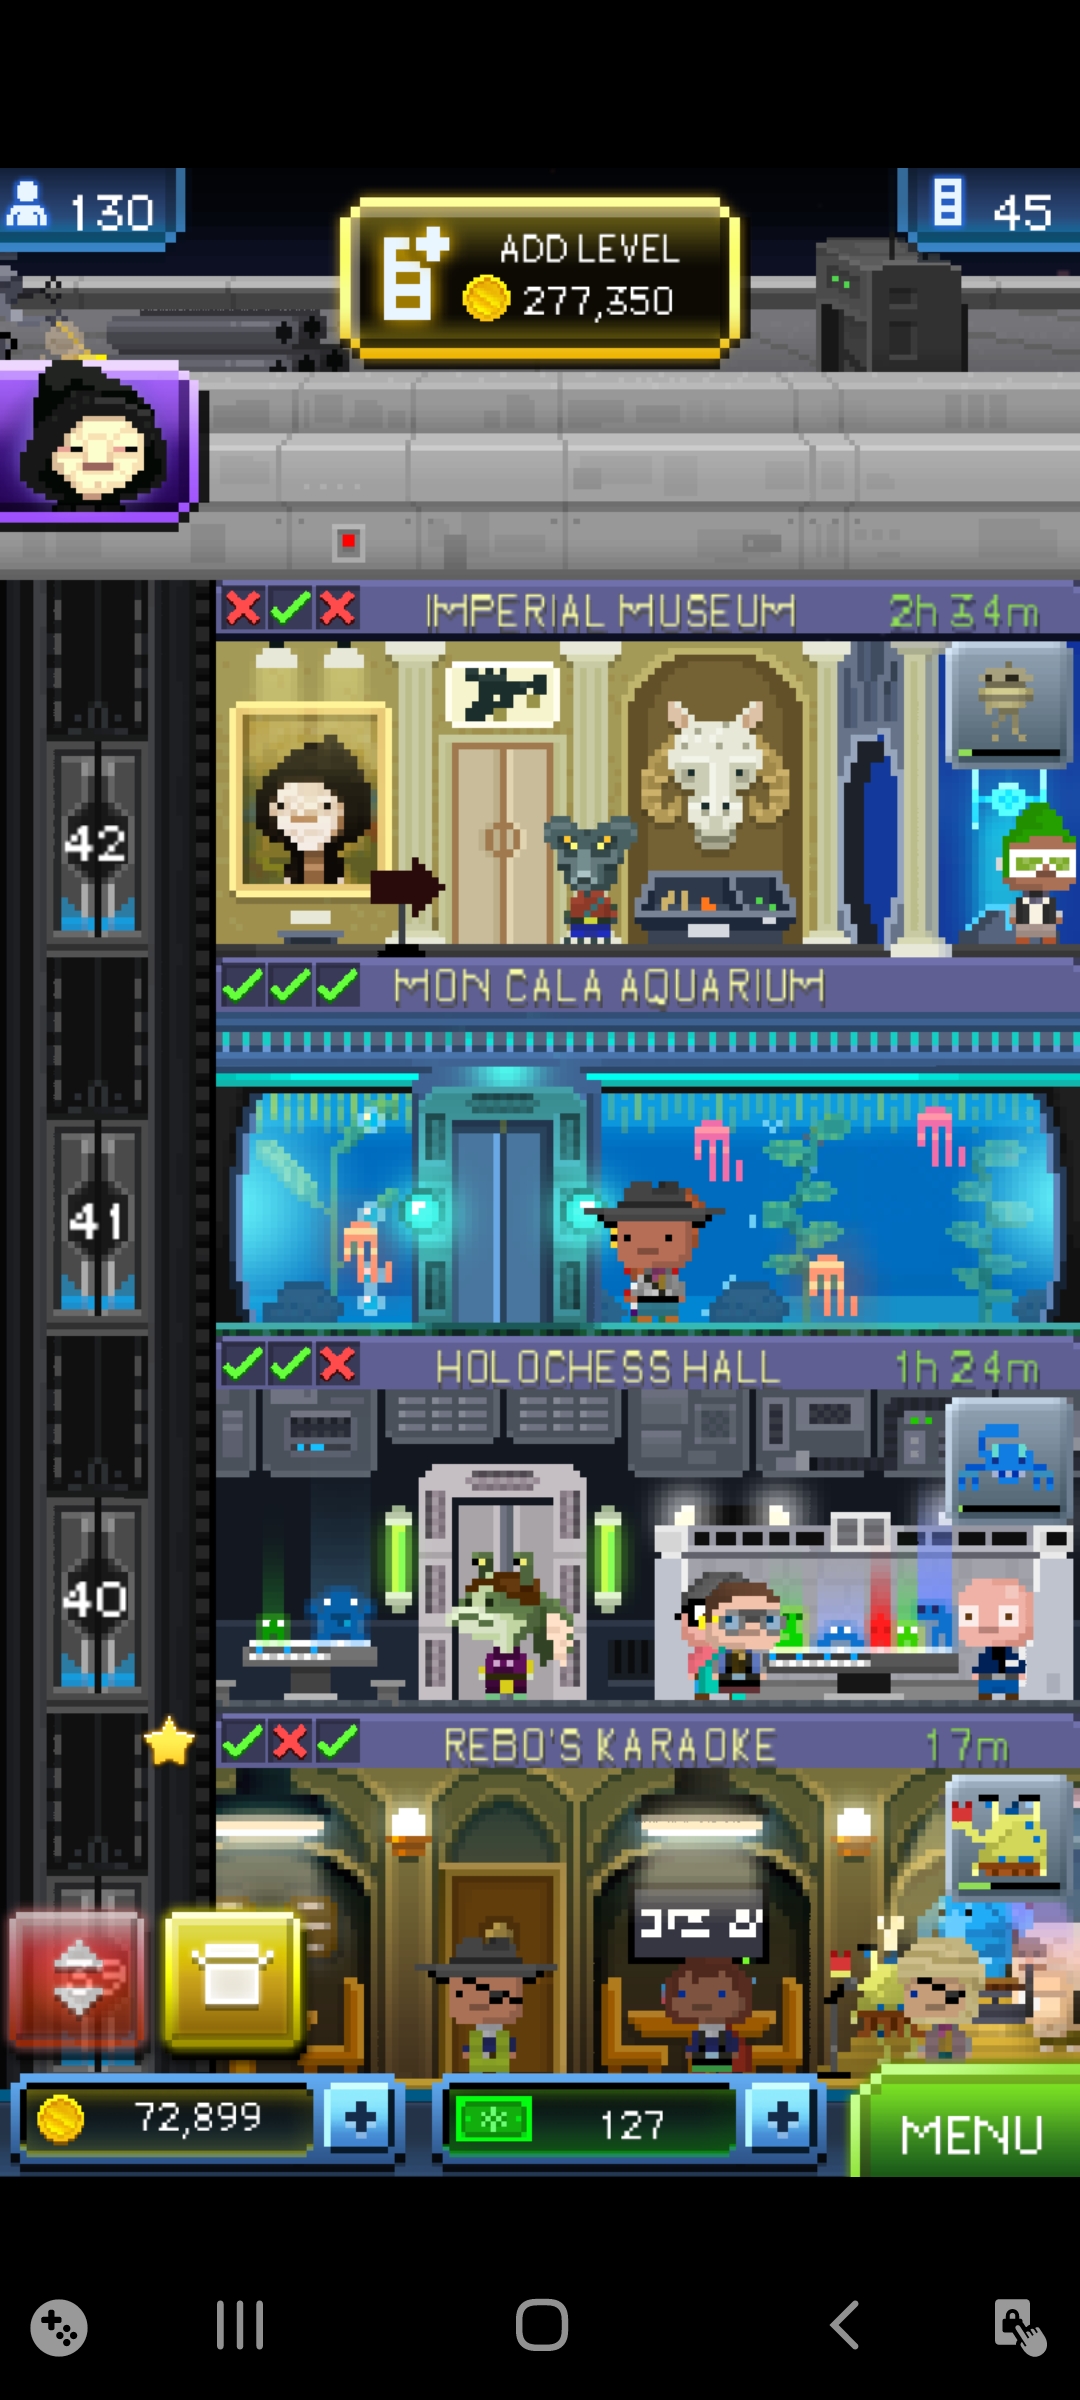 130
ADD LEVEL
277,350
45
IMPERIAL MUSEUM 2h 34m
42
MON CALA AQUARIUM
41
HOLOCHESS HALL 1h 24m
40
REBO'S KARAOKE 17m
72,899
127
MENU